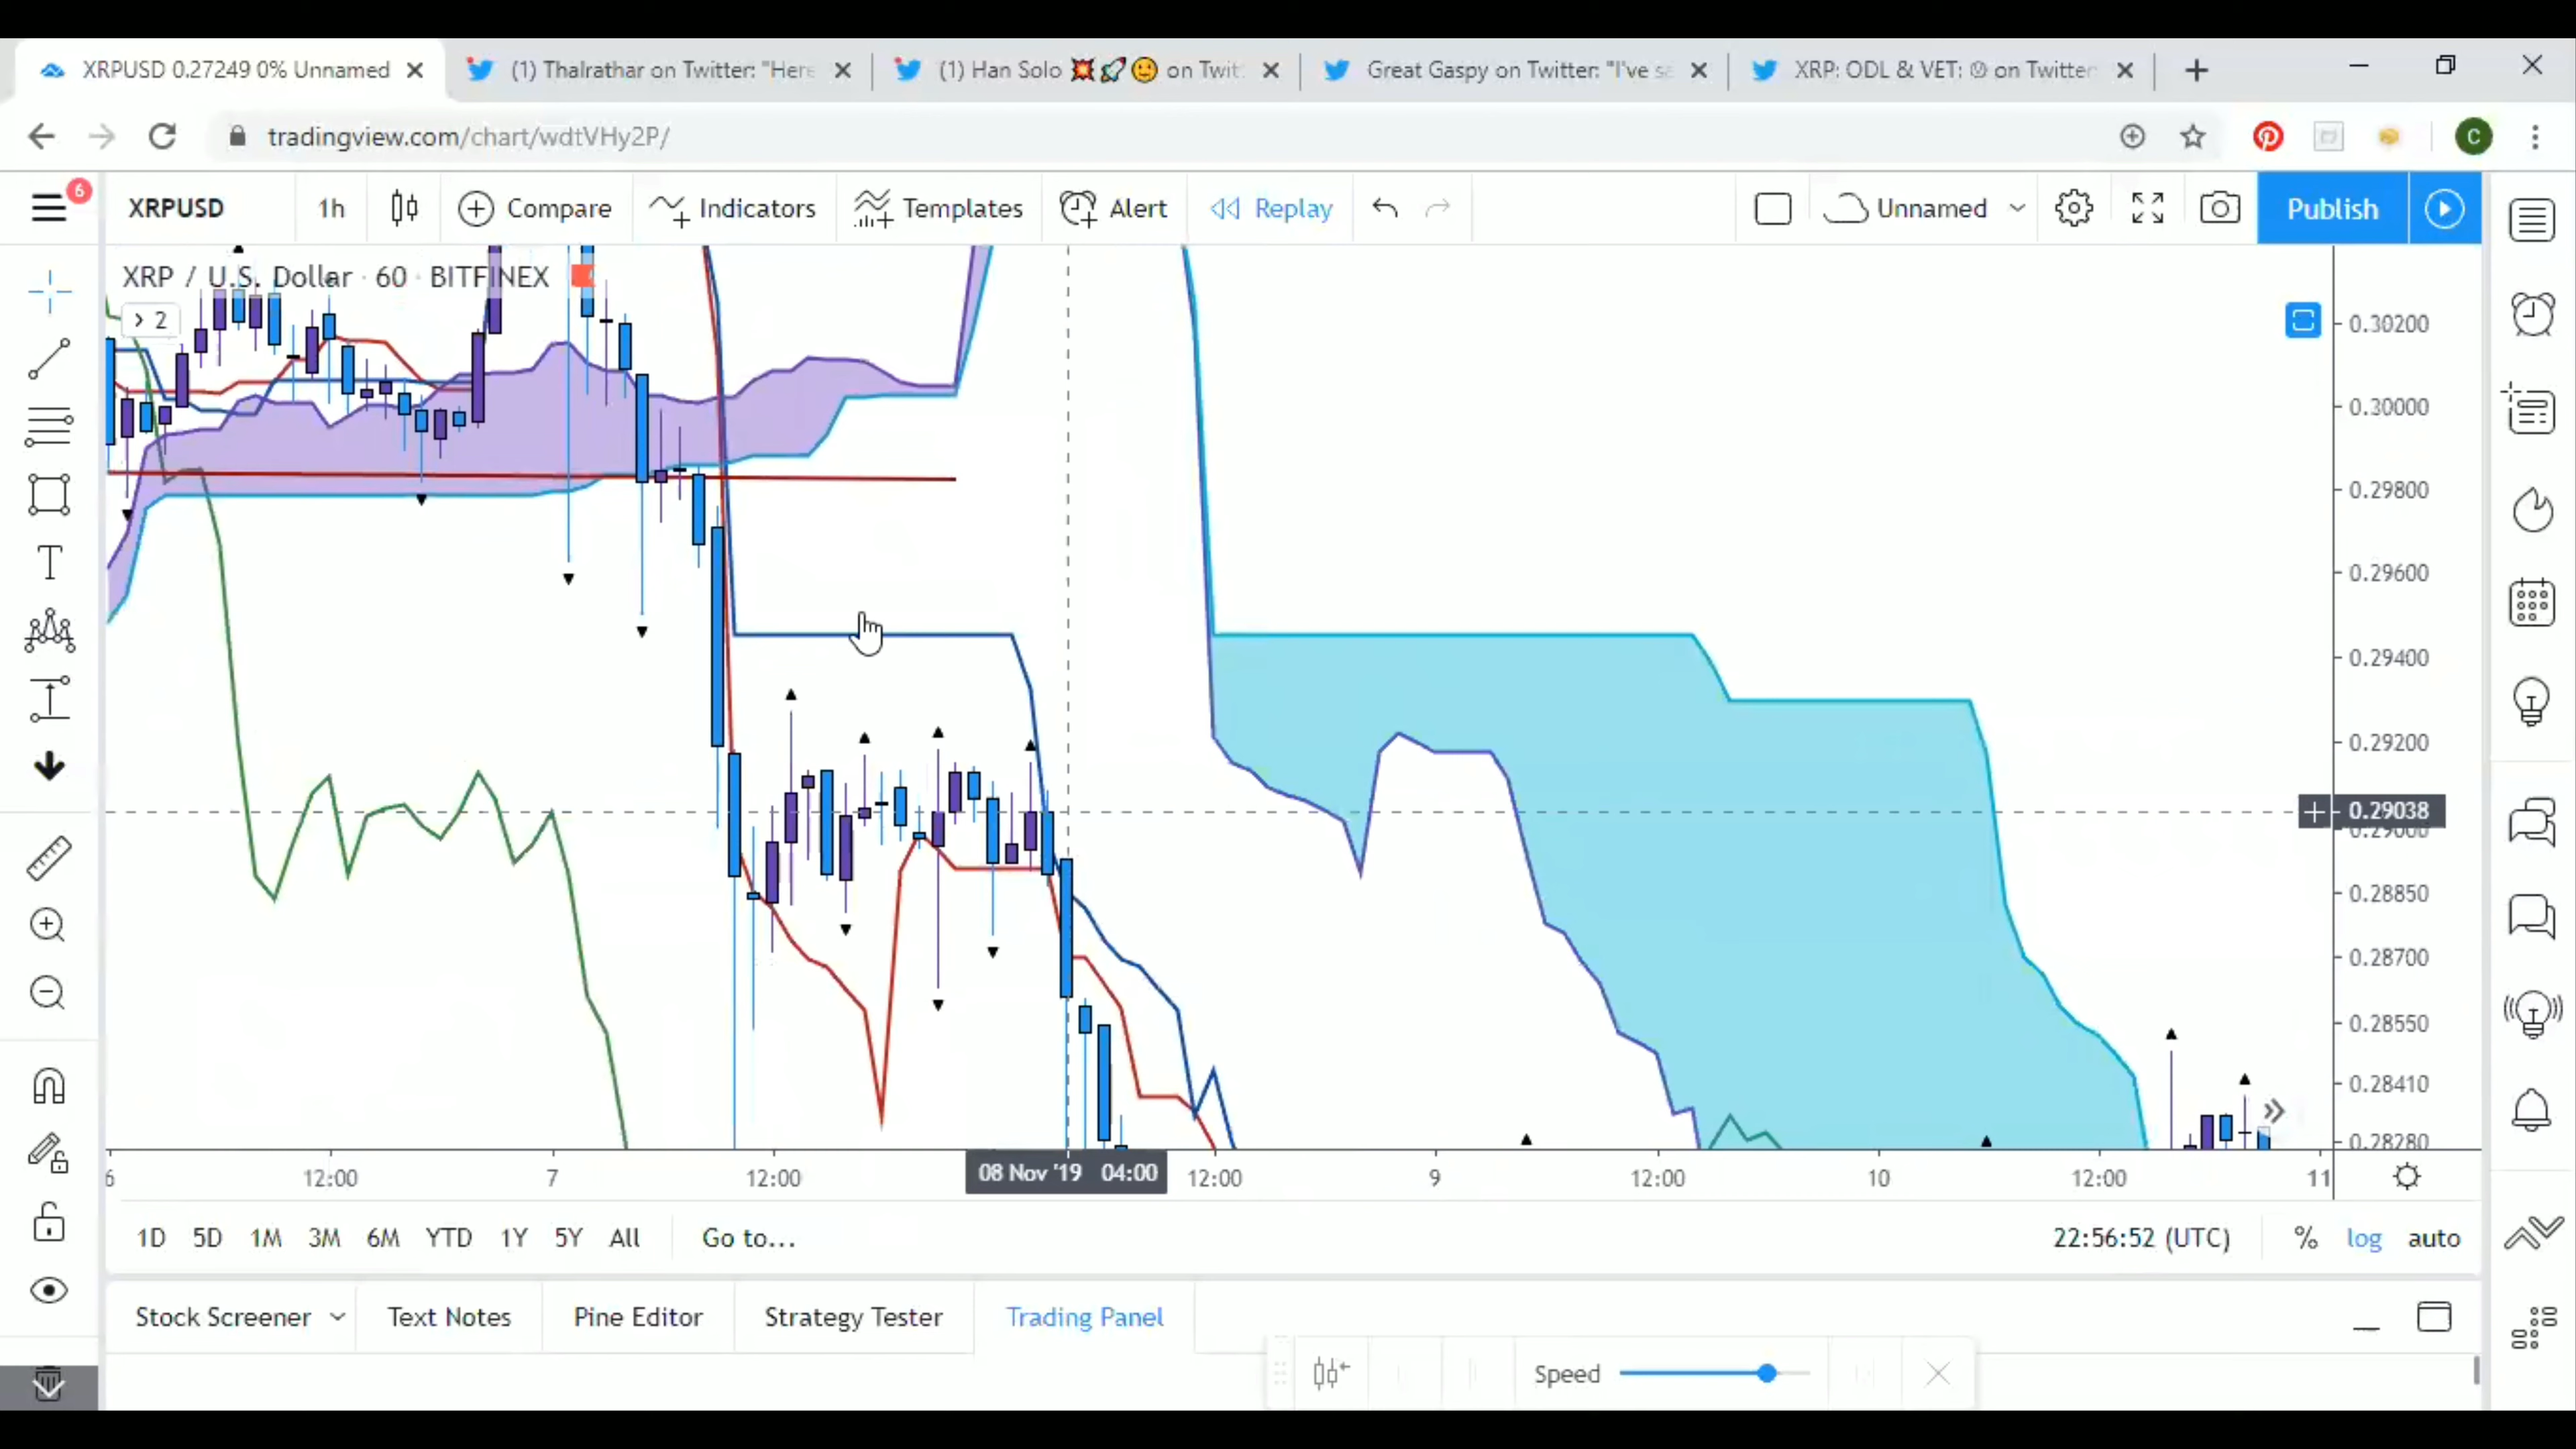 XRPUSD 0.27249 0% Unnamed
(1) Thalrathar on Twitter: "Here
(1) Han Solo 💥🚀🙂 on Twit
Great Gaspy on Twitter: "I've sa
XRP: ODL & VET: on Twitter
tradingview.com/chart/wdtVHy2P/
C
6
XRPUSD 1h Compare Indicators Templates Alert Replay Unnamed Publish
XRP / U.S. Dollar · 60 · BITFINEX
2
0.30200
0.30000
0.29800
0.29600
0.29400
0.29200
0.29038
0.29000
0.28850
0.28700
0.28550
0.28410
0.28280
6 12:00 7 12:00 08 Nov '19 04:00 12:00 9 12:00 10 12:00 11
1D 5D 1M 3M 6M YTD 1Y 5Y All Go to... 22:56:52 (UTC) % log auto
Stock Screener Text Notes Pine Editor Strategy Tester Trading Panel
Speed